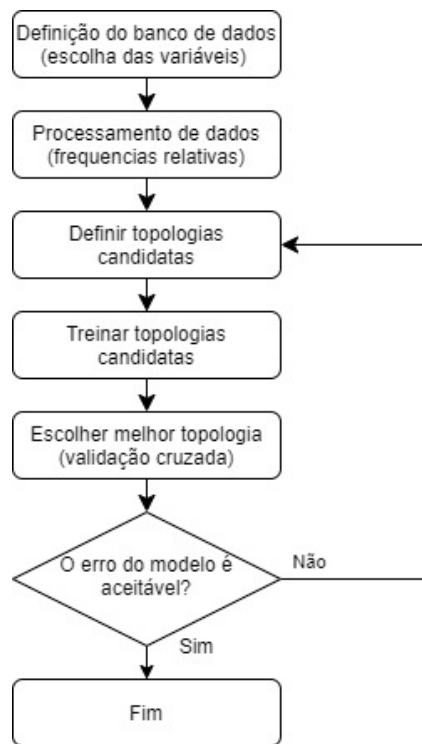 Definição do banco de dados
(escolha das variáveis)
Processamento de dados
(frequencias relativas)
Definir topologias
candidatas
Treinar topologias
candidatas
Escolher melhor topologia
(validação cruzada)
O erro do modelo é
aceitável?
Não
Sim
Fim